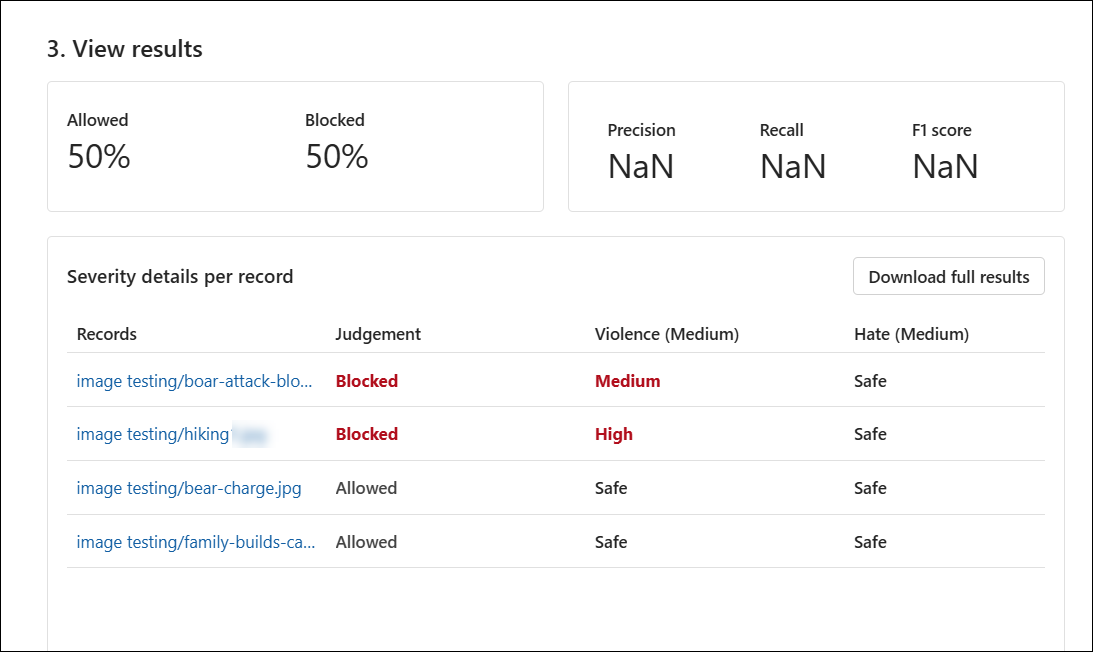 3. View results
Allowed
Blocked
50%
50%
Precision
Recall
F1 score
NaN
NaN
NaN
Severity details per record
Download full results
Records
Judgement
Violence (Medium)
Hate (Medium)
image testing/boar-attack-blo...
Blocked
Medium
Safe
image testing/hiking
Blocked
High
Safe
image testing/bear-charge.jpg
Allowed
Safe
Safe
image testing/family-builds-ca...
Allowed
Safe
Safe